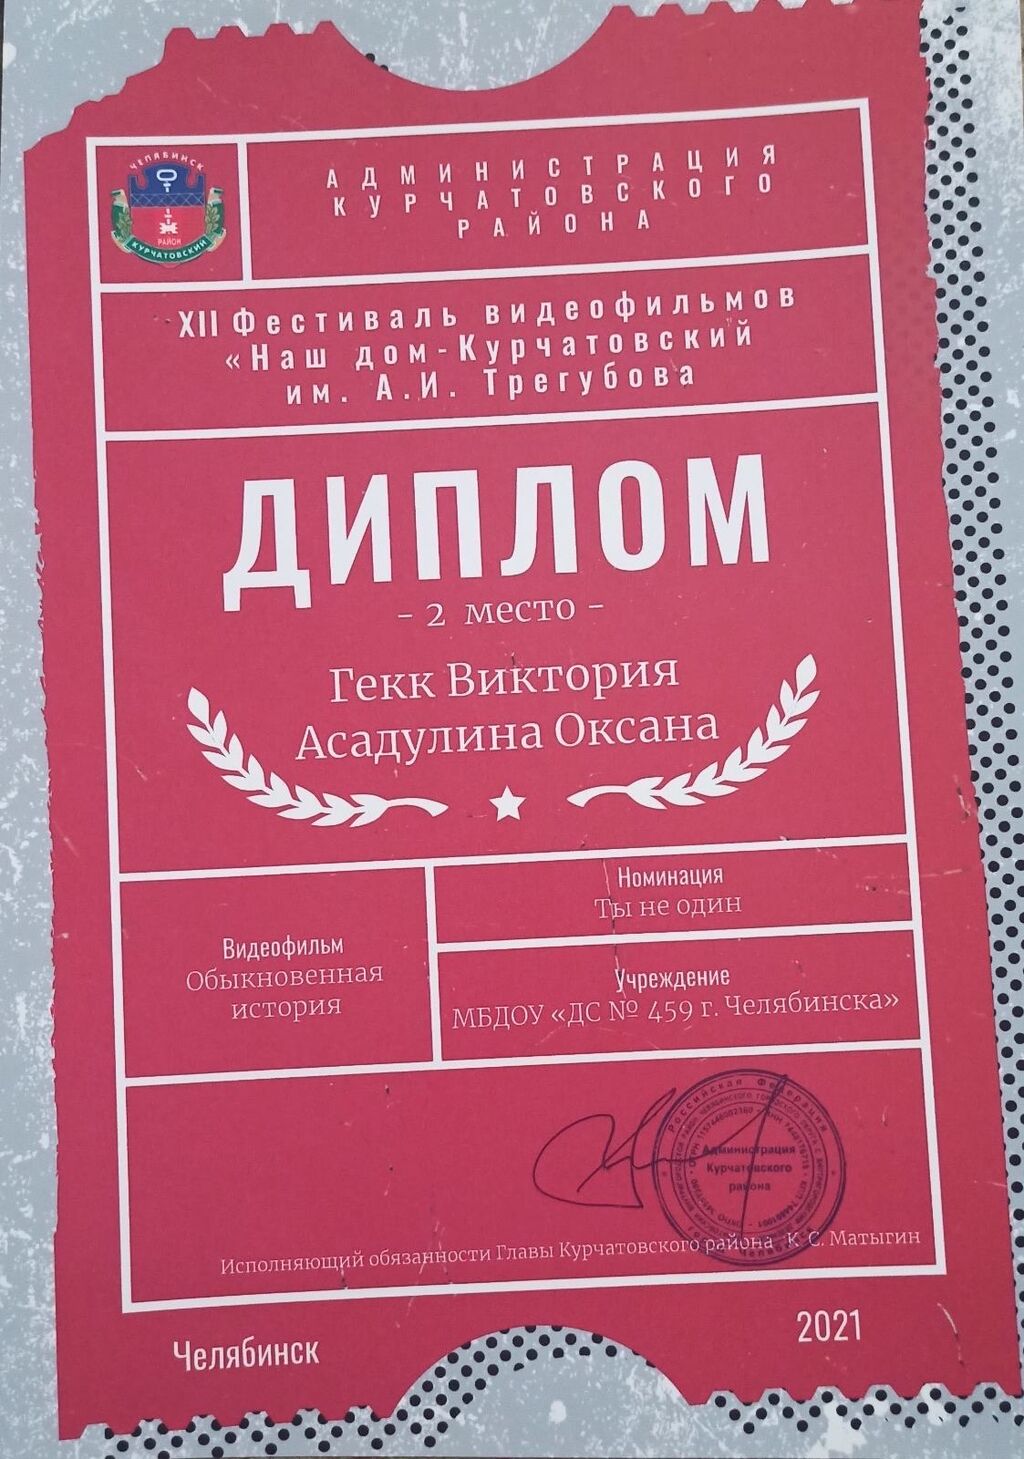 ЧЕЛЯБИНСК
РАЙОН
КУРЧАТОВСКИЙ
АДМИНИСТРАЦИЯ
КУРЧАТОВСКОГО
РАЙОНА
XII Фестиваль видеофильмов
«Наш дом-Курчатовский"
им. А.И. Трегубова
ДИПЛОМ
- 2 место -
Гекк Виктория
Асадулина Оксана
Видеофильм
Обыкновенная
история
Номинация
Ты не один
Учреждение
МБДОУ «ДС № 459 г. Челябинска»
Российская Федерация
Администрация
Курчатовского
района
Исполняющий обязанности Главы Курчатовского района К. С. Матыгин
Челябинск
2021